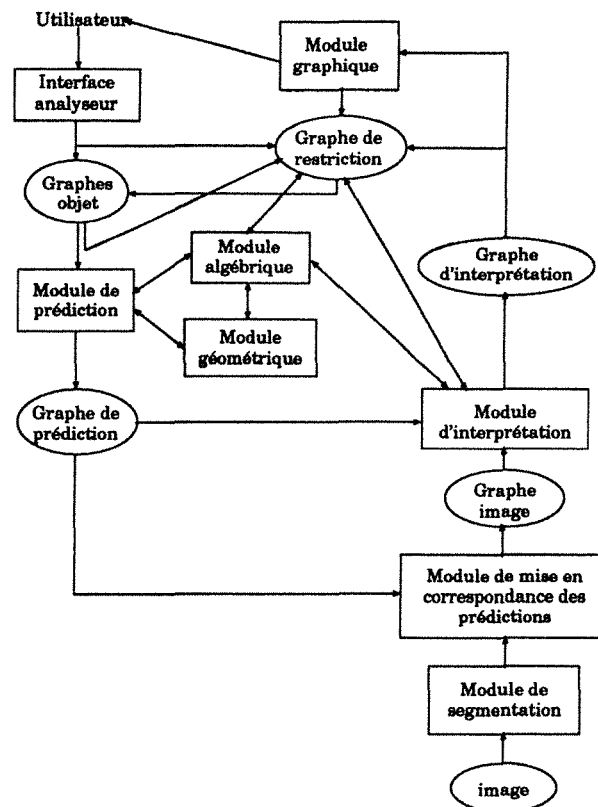 Utilisateur
Module
graphique
Interface
analyseur
Graphe de
restriction
Graphes
objet
Module
algébrique
Graphe
d'interprétation
Module de
prédiction
Module
géométrique
Graphe de
prédiction
Module
d'interprétation
Graphe
image
Module de mise en
correspondance des
prédictions
Module de
segmentation
image